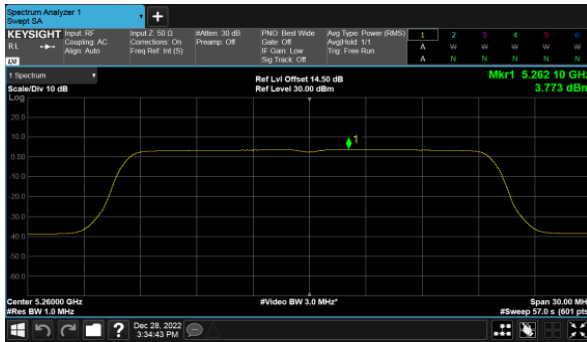 Spectrum Analyzer 1
Swept SA
+
KEYSIGHT
RL
LV
Input: RF
Coupling: AC
Align: Auto
Input Z: 50 Ω
Corrections: On
Freq Ref: Int (S)
#Atten: 30 dB
Preamp: Off
PNO: Best Wide
Gate: Off
IF Gain: Low
Sig Track: Off
Avg Type: Power (RMS)
Avg|Hold: 1/1
Trig: Free Run
1 2 3 4 5 6
A W W W W W
A N N N N N
1 Spectrum
Scale/Div 10 dB
Log
Ref Lvl Offset 14.50 dB
Ref Level 30.00 dBm
Mkr1 5.262 10 GHz
3.773 dBm
20.0
10.0
0.00
-10.0
-20.0
-30.0
-40.0
-50.0
-60.0
1
Center 5.26000 GHz
#Res BW 1.0 MHz
#Video BW 3.0 MHz*
Span 30.00 MHz
#Sweep 57.0 s (601 pts)
?
Dec 28, 2022
3:34:43 PM